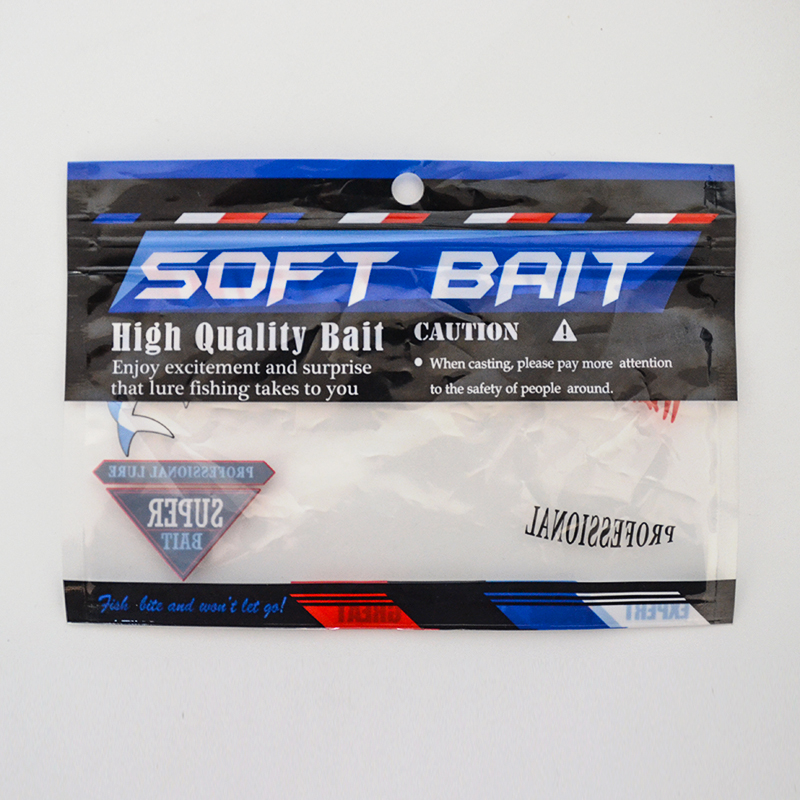 SOFT BAIT
High Quality Bait
Enjoy excitement and surprise
that lure fishing takes to you
CAUTION
• When casting, please pay more attention
to the safety of people around.
PROFESSIONAL LURE
SUPER
BAIT
PROFESSIONAL
Fish bite and won't let go!
GREAT
EXPERT